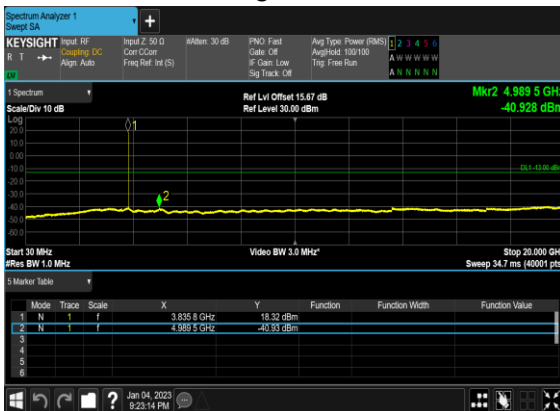 Spectrum Analyzer 1
Swept SA
KEYSIGHT Input: RF Input Z: 50 Ω #Atten: 30 dB PNO: Fast Avg Type: Power (RMS) 1 2 3 4 5 6
R T Coupling: DC Corr CCorr Gate: Off Avg|Hold: 100/100 A W W W W W
Align: Auto Freq Ref: Int (S) IF Gain: Low Trig: Free Run
Sig Track: Off A N N N N N
LV
1 Spectrum Ref Lvl Offset 15.67 dB Mkr2 4.989 5 GHz
Scale/Div 10 dB Ref Level 30.00 dBm -40.928 dBm
Log
20.0
10.0
0.00
-10.0
DL1 -13.00 dBm
-20.0
-30.0
-40.0
-50.0
-60.0
1
2
Start 30 MHz Video BW 3.0 MHz* Stop 20.000 GHz
#Res BW 1.0 MHz Sweep 34.7 ms (40001 pts)
5 Marker Table
Mode Trace Scale X Y Function Function Width Function Value
1 N 1 f 3.835 8 GHz 18.32 dBm
2 N 1 f 4.989 5 GHz -40.93 dBm
3
4
5
6
? Jan 04, 2023
9:23:14 PM